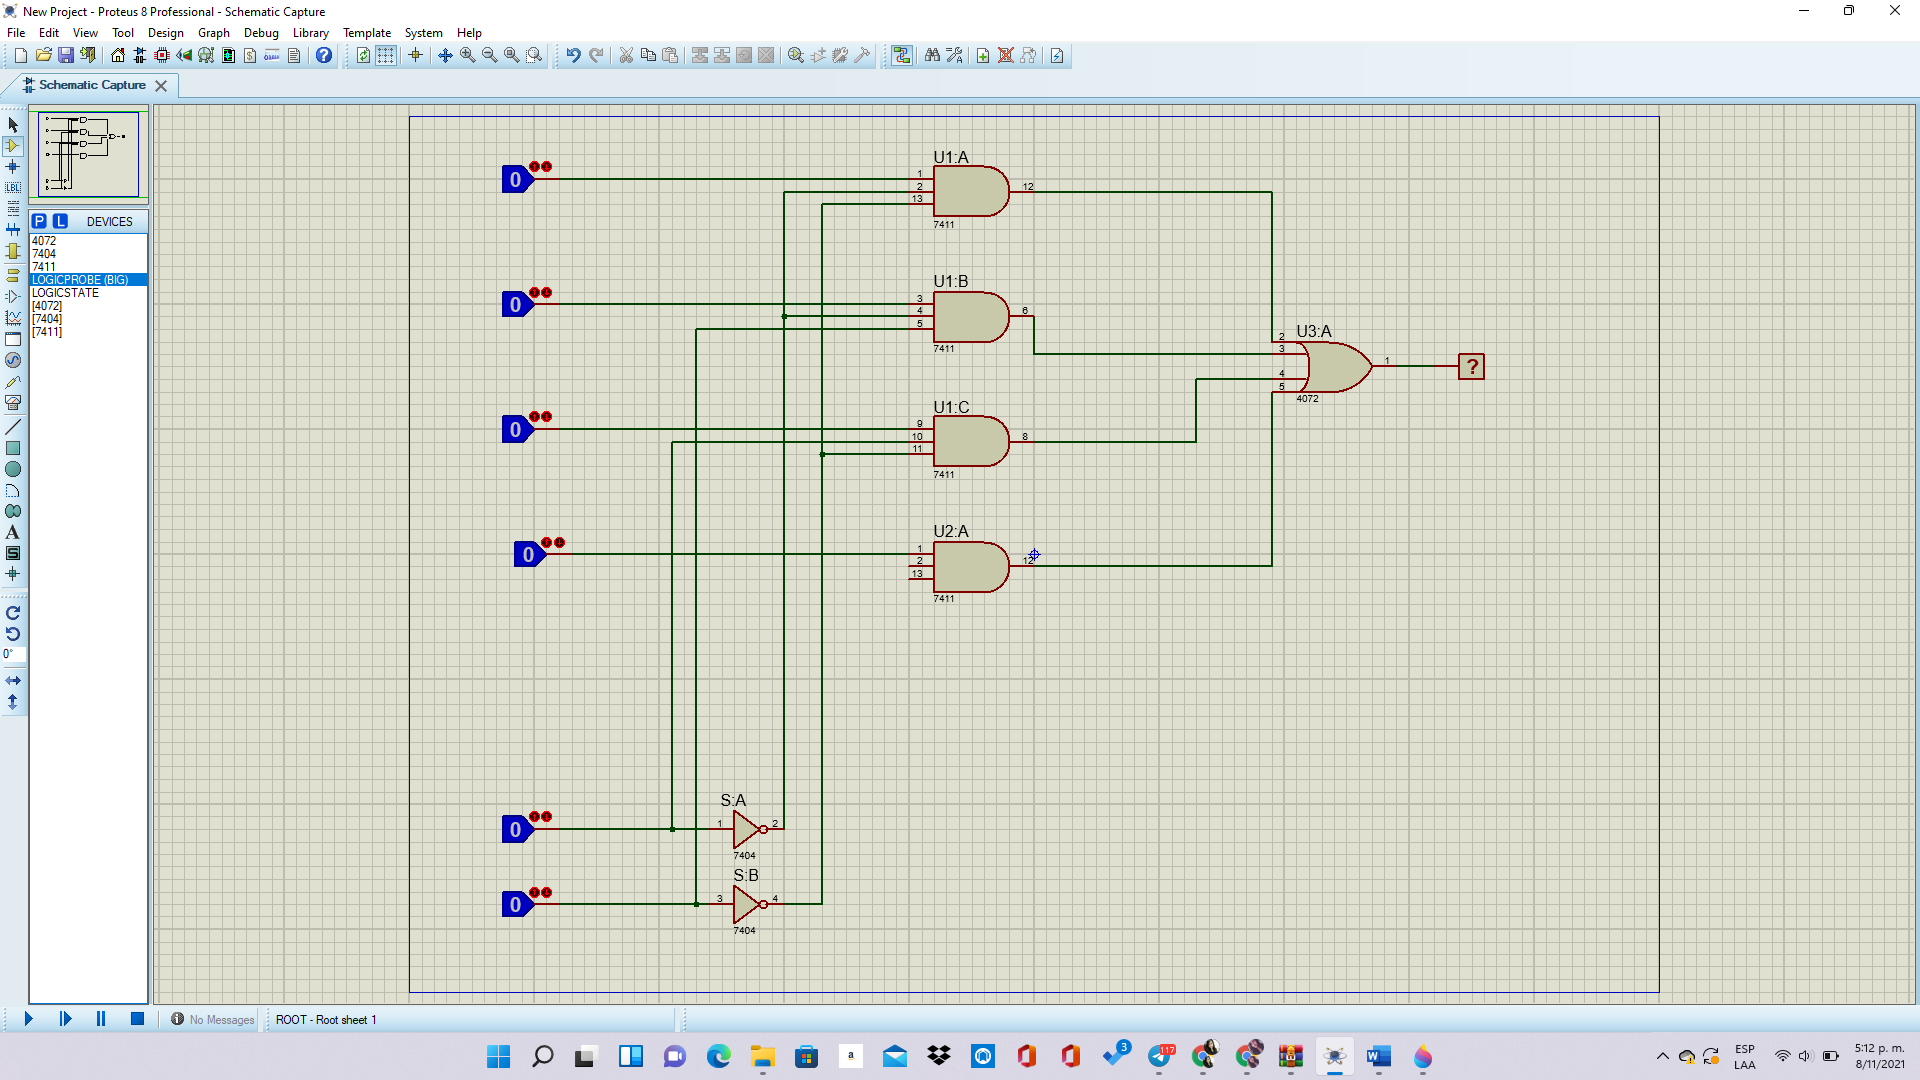 New Project - Proteus 8 Professional - Schematic Capture
File Edit View Tool Design Graph Debug Library Template System Help
Schematic Capture
P L DEVICES
4072
7404
7411
LOGICPROBE (BIG)
LOGICSTATE
[4072]
[7404]
[7411]
LBL
A
S
0°
U1:A
0
1
2
13
12
7411
U1:B
0
3
4
5
6
7411
U3:A
2
3
4
5
1
?
4072
U1:C
0
9
10
11
8
7411
U2:A
0
1
2
13
12
7411
S:A
0
1
2
7404
S:B
0
3
4
7404
No Messages
ROOT - Root sheet 1
a
3
117
W
ESP
LAA
5:12 p. m.
8/11/2021